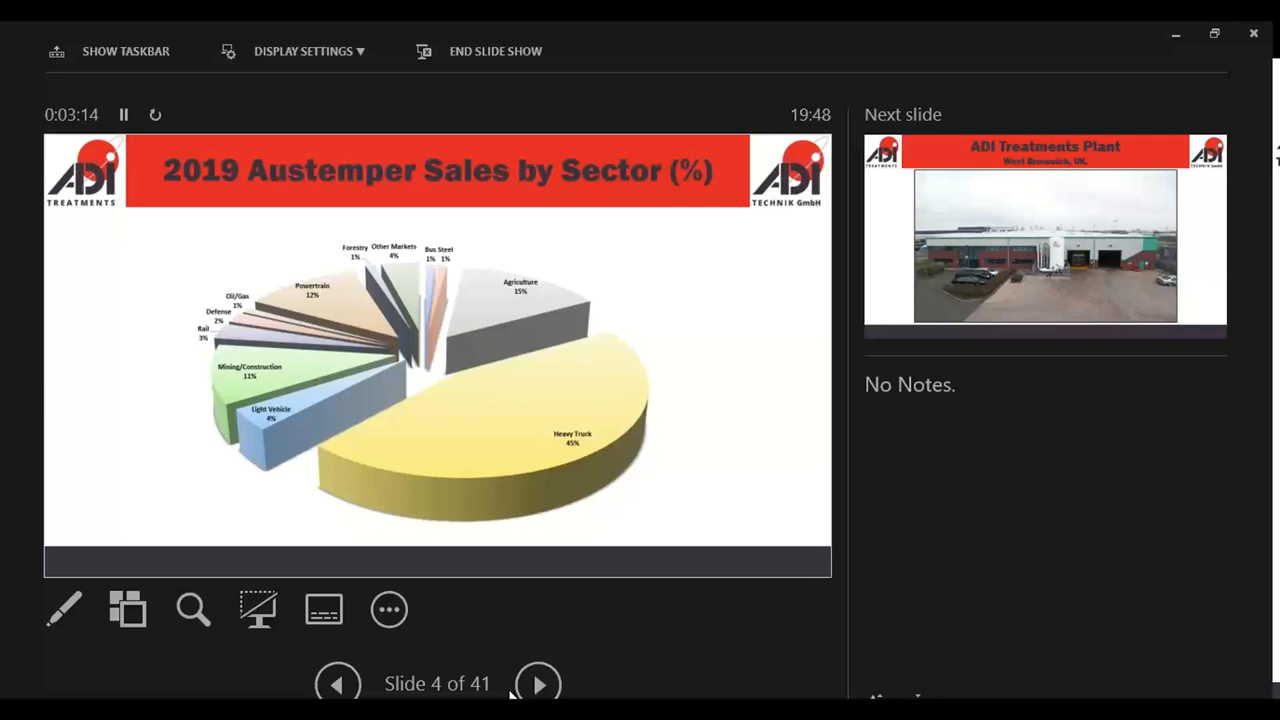 SHOW TASKBAR
DISPLAY SETTINGS ▼
END SLIDE SHOW
0:03:14
19:48
Next slide
ADI
TREATMENTS
2019 Austemper Sales by Sector (%)
ADI
TECHNIK GmbH
Forestry
1%
Other Markets
4%
Bus
1%
Steel
1%
Agriculture
15%
Powertrain
12%
Oil/Gas
1%
Defense
2%
Rail
3%
Mining/Construction
11%
Light Vehicle
4%
Heavy Truck
45%
ADI
ADI Treatments Plant
West Bromwich, UK.
ADI
No Notes.
Slide 4 of 41